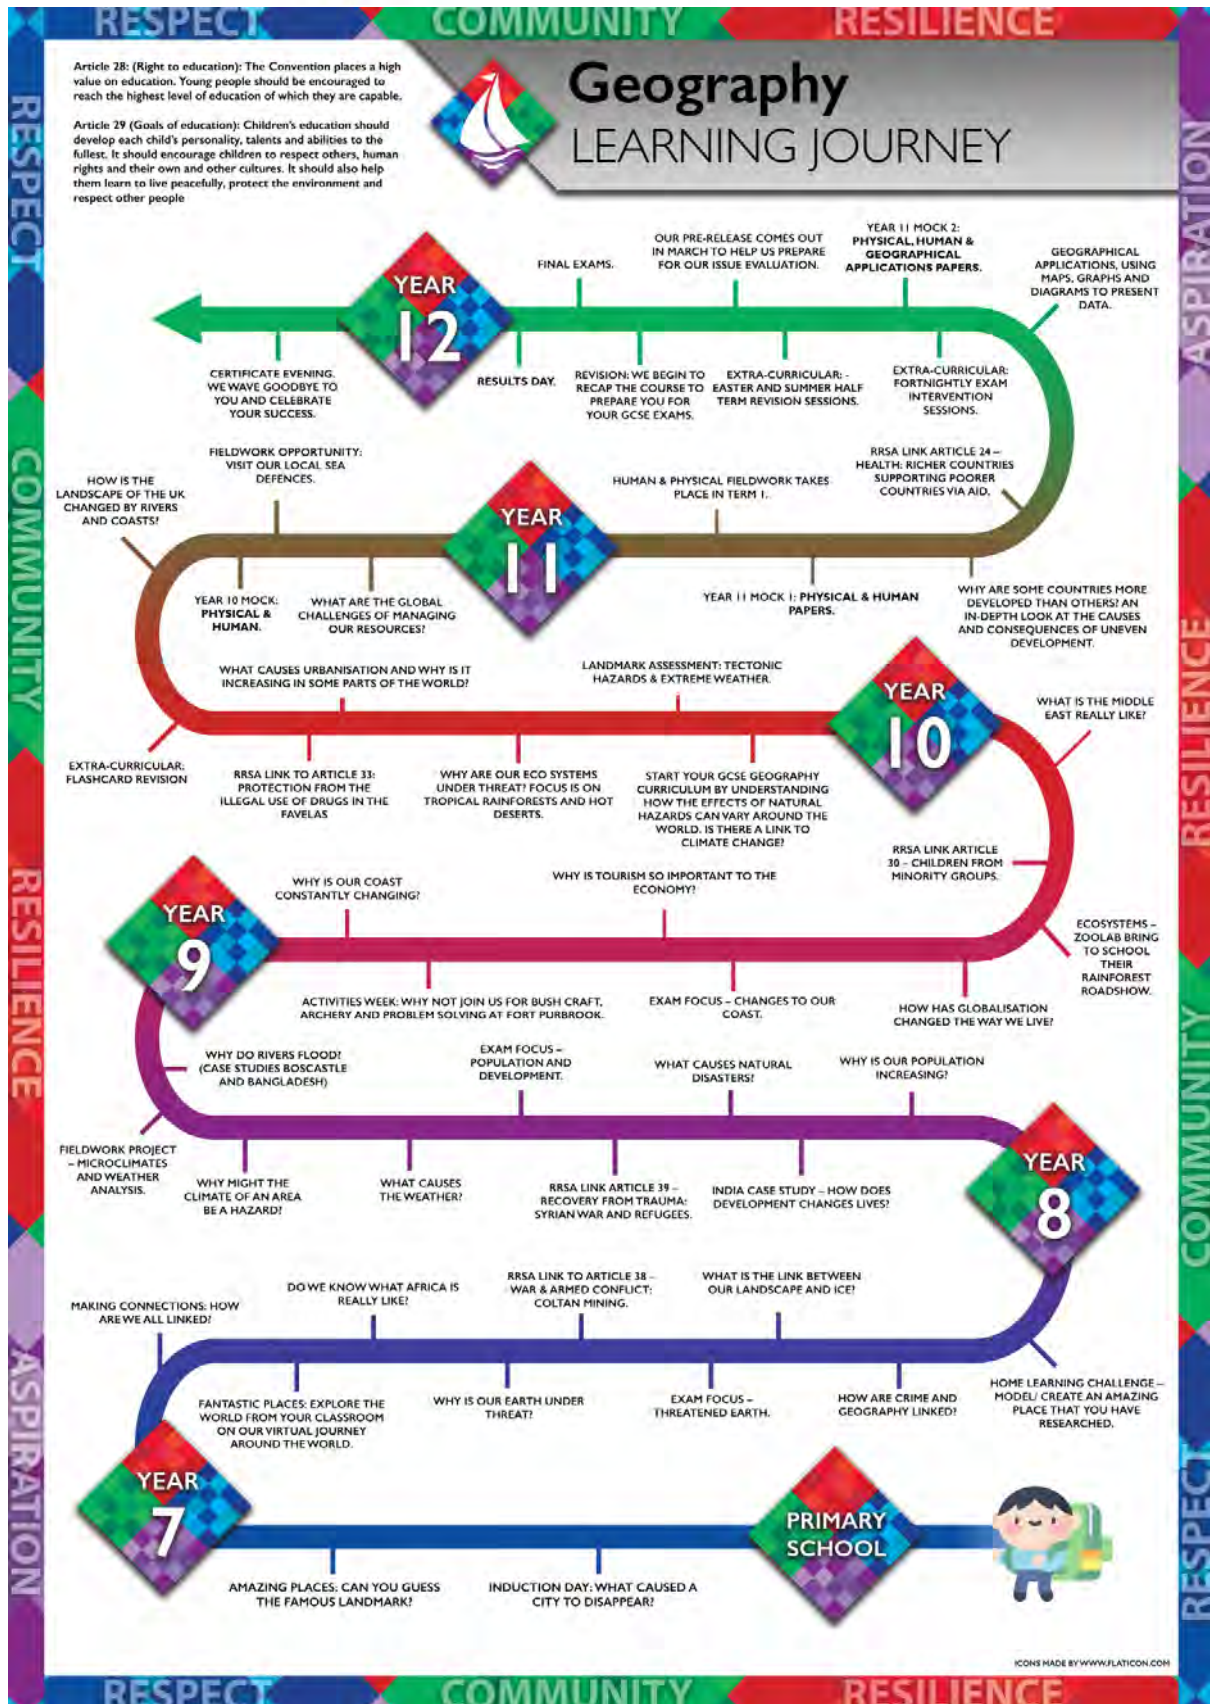 RESPECT
COMMUNITY
RESILIENCE
ASPIRATION
Article 28: (Right to education): The Convention places a high
value on education. Young people should be encouraged to
reach the highest level of education of which they are capable.
Article 29 (Goals of education): Children's education should
develop each child's personality, talents and abilities to the
fullest. It should encourage children to respect others, human
rights and their own and other cultures. It should also help
them learn to live peacefully, protect the environment and
respect other people
Geography
LEARNING JOURNEY
YEAR
12
FINAL EXAMS.
OUR PRE-RELEASE COMES OUT
IN MARCH TO HELP US PREPARE
FOR OUR ISSUE EVALUATION.
YEAR 11 MOCK 2:
PHYSICAL, HUMAN &
GEOGRAPHICAL
APPLICATIONS PAPERS.
GEOGRAPHICAL
APPLICATIONS, USING
MAPS, GRAPHS AND
DIAGRAMS TO PRESENT
DATA.
CERTIFICATE EVENING.
WE WAVE GOODBYE TO
YOU AND CELEBRATE
YOUR SUCCESS.
RESULTS DAY.
REVISION: WE BEGIN TO
RECAP THE COURSE TO
PREPARE YOU FOR
YOUR GCSE EXAMS.
EXTRA-CURRICULAR: -
EASTER AND SUMMER HALF
TERM REVISION SESSIONS.
EXTRA-CURRICULAR:
FORTNIGHTLY EXAM
INTERVENTION
SESSIONS.
HOW IS THE
LANDSCAPE OF THE UK
CHANGED BY RIVERS
AND COASTS?
FIELDWORK OPPORTUNITY:
VISIT OUR LOCAL SEA
DEFENCES.
YEAR
11
HUMAN & PHYSICAL FIELDWORK TAKES
PLACE IN TERM 1.
RRSA LINK ARTICLE 24 –
HEALTH: RICHER COUNTRIES
SUPPORTING POORER
COUNTRIES VIA AID.
YEAR 10 MOCK:
PHYSICAL &
HUMAN.
WHAT ARE THE GLOBAL
CHALLENGES OF MANAGING
OUR RESOURCES?
YEAR 11 MOCK 1: PHYSICAL & HUMAN
PAPERS.
WHY ARE SOME COUNTRIES MORE
DEVELOPED THAN OTHERS? AN
IN-DEPTH LOOK AT THE CAUSES
AND CONSEQUENCES OF UNEVEN
DEVELOPMENT.
WHAT CAUSES URBANISATION AND WHY IS IT
INCREASING IN SOME PARTS OF THE WORLD?
LANDMARK ASSESSMENT: TECTONIC
HAZARDS & EXTREME WEATHER.
YEAR
10
WHAT IS THE MIDDLE
EAST REALLY LIKE?
EXTRA-CURRICULAR:
FLASHCARD REVISION
RRSA LINK TO ARTICLE 33:
PROTECTION FROM THE
ILLEGAL USE OF DRUGS IN THE
FAVELAS
WHY ARE OUR ECO SYSTEMS
UNDER THREAT? FOCUS IS ON
TROPICAL RAINFORESTS AND HOT
DESERTS.
START YOUR GCSE GEOGRAPHY
CURRICULUM BY UNDERSTANDING
HOW THE EFFECTS OF NATURAL
HAZARDS CAN VARY AROUND THE
WORLD. IS THERE A LINK TO
CLIMATE CHANGE?
RRSA LINK ARTICLE
30 – CHILDREN FROM
MINORITY GROUPS.
YEAR
9
WHY IS OUR COAST
CONSTANTLY CHANGING?
WHY IS TOURISM SO IMPORTANT TO THE
ECONOMY?
ECOSYSTEMS –
ZOOLAB BRING
TO SCHOOL
THEIR
RAINFOREST
ROADSHOW.
ACTIVITIES WEEK: WHY NOT JOIN US FOR BUSH CRAFT,
ARCHERY AND PROBLEM SOLVING AT FORT PURBROOK.
EXAM FOCUS – CHANGES TO OUR
COAST.
HOW HAS GLOBALISATION
CHANGED THE WAY WE LIVE?
WHY DO RIVERS FLOOD?
(CASE STUDIES BOSCASTLE
AND BANGLADESH)
EXAM FOCUS –
POPULATION AND
DEVELOPMENT.
WHAT CAUSES NATURAL
DISASTERS?
WHY IS OUR POPULATION
INCREASING?
FIELDWORK PROJECT
– MICROCLIMATES
AND WEATHER
ANALYSIS.
WHY MIGHT THE
CLIMATE OF AN AREA
BE A HAZARD?
WHAT CAUSES
THE WEATHER?
RRSA LINK ARTICLE 39 –
RECOVERY FROM TRAUMA:
SYRIAN WAR AND REFUGEES.
INDIA CASE STUDY – HOW DOES
DEVELOPMENT CHANGES LIVES?
YEAR
8
MAKING CONNECTIONS: HOW
ARE WE ALL LINKED?
DO WE KNOW WHAT AFRICA IS
REALLY LIKE?
RRSA LINK TO ARTICLE 38 –
WAR & ARMED CONFLICT:
COLTAN MINING.
WHAT IS THE LINK BETWEEN
OUR LANDSCAPE AND ICE?
FANTASTIC PLACES: EXPLORE THE
WORLD FROM YOUR CLASSROOM
ON OUR VIRTUAL JOURNEY
AROUND THE WORLD.
WHY IS OUR EARTH UNDER
THREAT?
EXAM FOCUS –
THREATENED EARTH.
HOW ARE CRIME AND
GEOGRAPHY LINKED?
HOME LEARNING CHALLENGE –
MODEL/ CREATE AN AMAZING
PLACE THAT YOU HAVE
RESEARCHED.
YEAR
7
PRIMARY
SCHOOL
AMAZING PLACES: CAN YOU GUESS
THE FAMOUS LANDMARK?
INDUCTION DAY: WHAT CAUSED A
CITY TO DISAPPEAR?
ICONS MADE BY WWW.FLATICON.COM
RESPECT
COMMUNITY
RESILIENCE
ASPIRATION
RESILIENCE
COMMUNITY
RESPECT
RESPECT
COMMUNITY
RESILIENCE
ASPIRATION